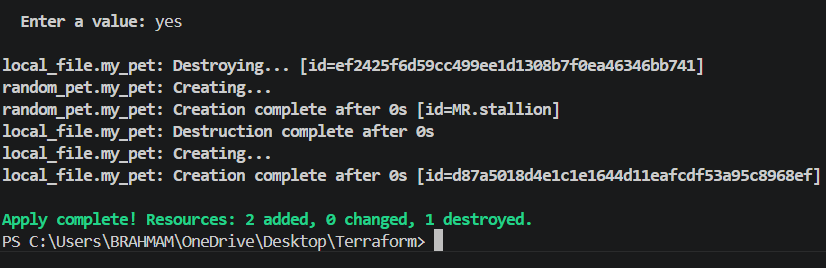 Enter a value: yes
local_file.my_pet: Destroying... [id=ef2425f6d59cc499ee1d1308b7f0ea46346bb741]
random_pet.my_pet: Creating...
random_pet.my_pet: Creation complete after 0s [id=MR.stallion]
local_file.my_pet: Destruction complete after 0s
local_file.my_pet: Creating...
local_file.my_pet: Creation complete after 0s [id=d87a5018d4e1c1e1644d11eafcdf53a95c8968ef]
Apply complete! Resources: 2 added, 0 changed, 1 destroyed.
PS C:\Users\BRAHMAM\OneDrive\Desktop\Terraform>